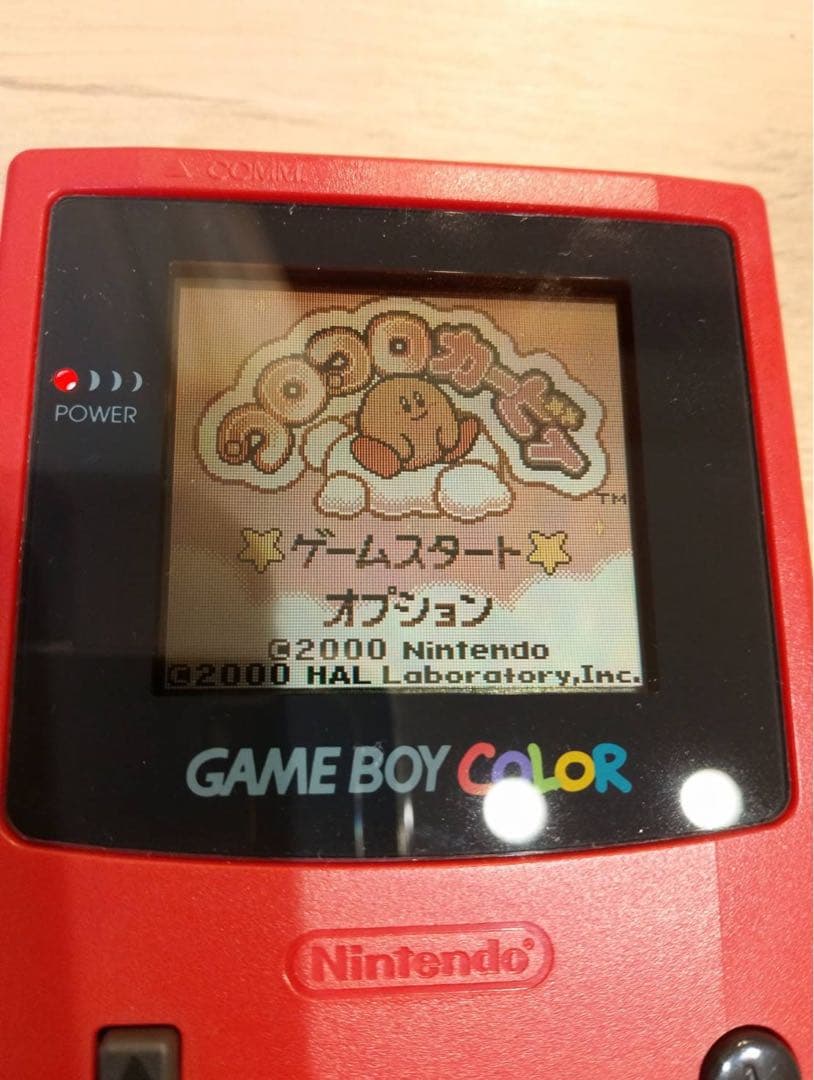 COMM.
コロコロカービィ
TM
POWER
ゲームスタート
オプション
©2000 Nintendo
©2000 HAL Laboratory,Inc.
GAME BOY COLOR
Nintendo®
A